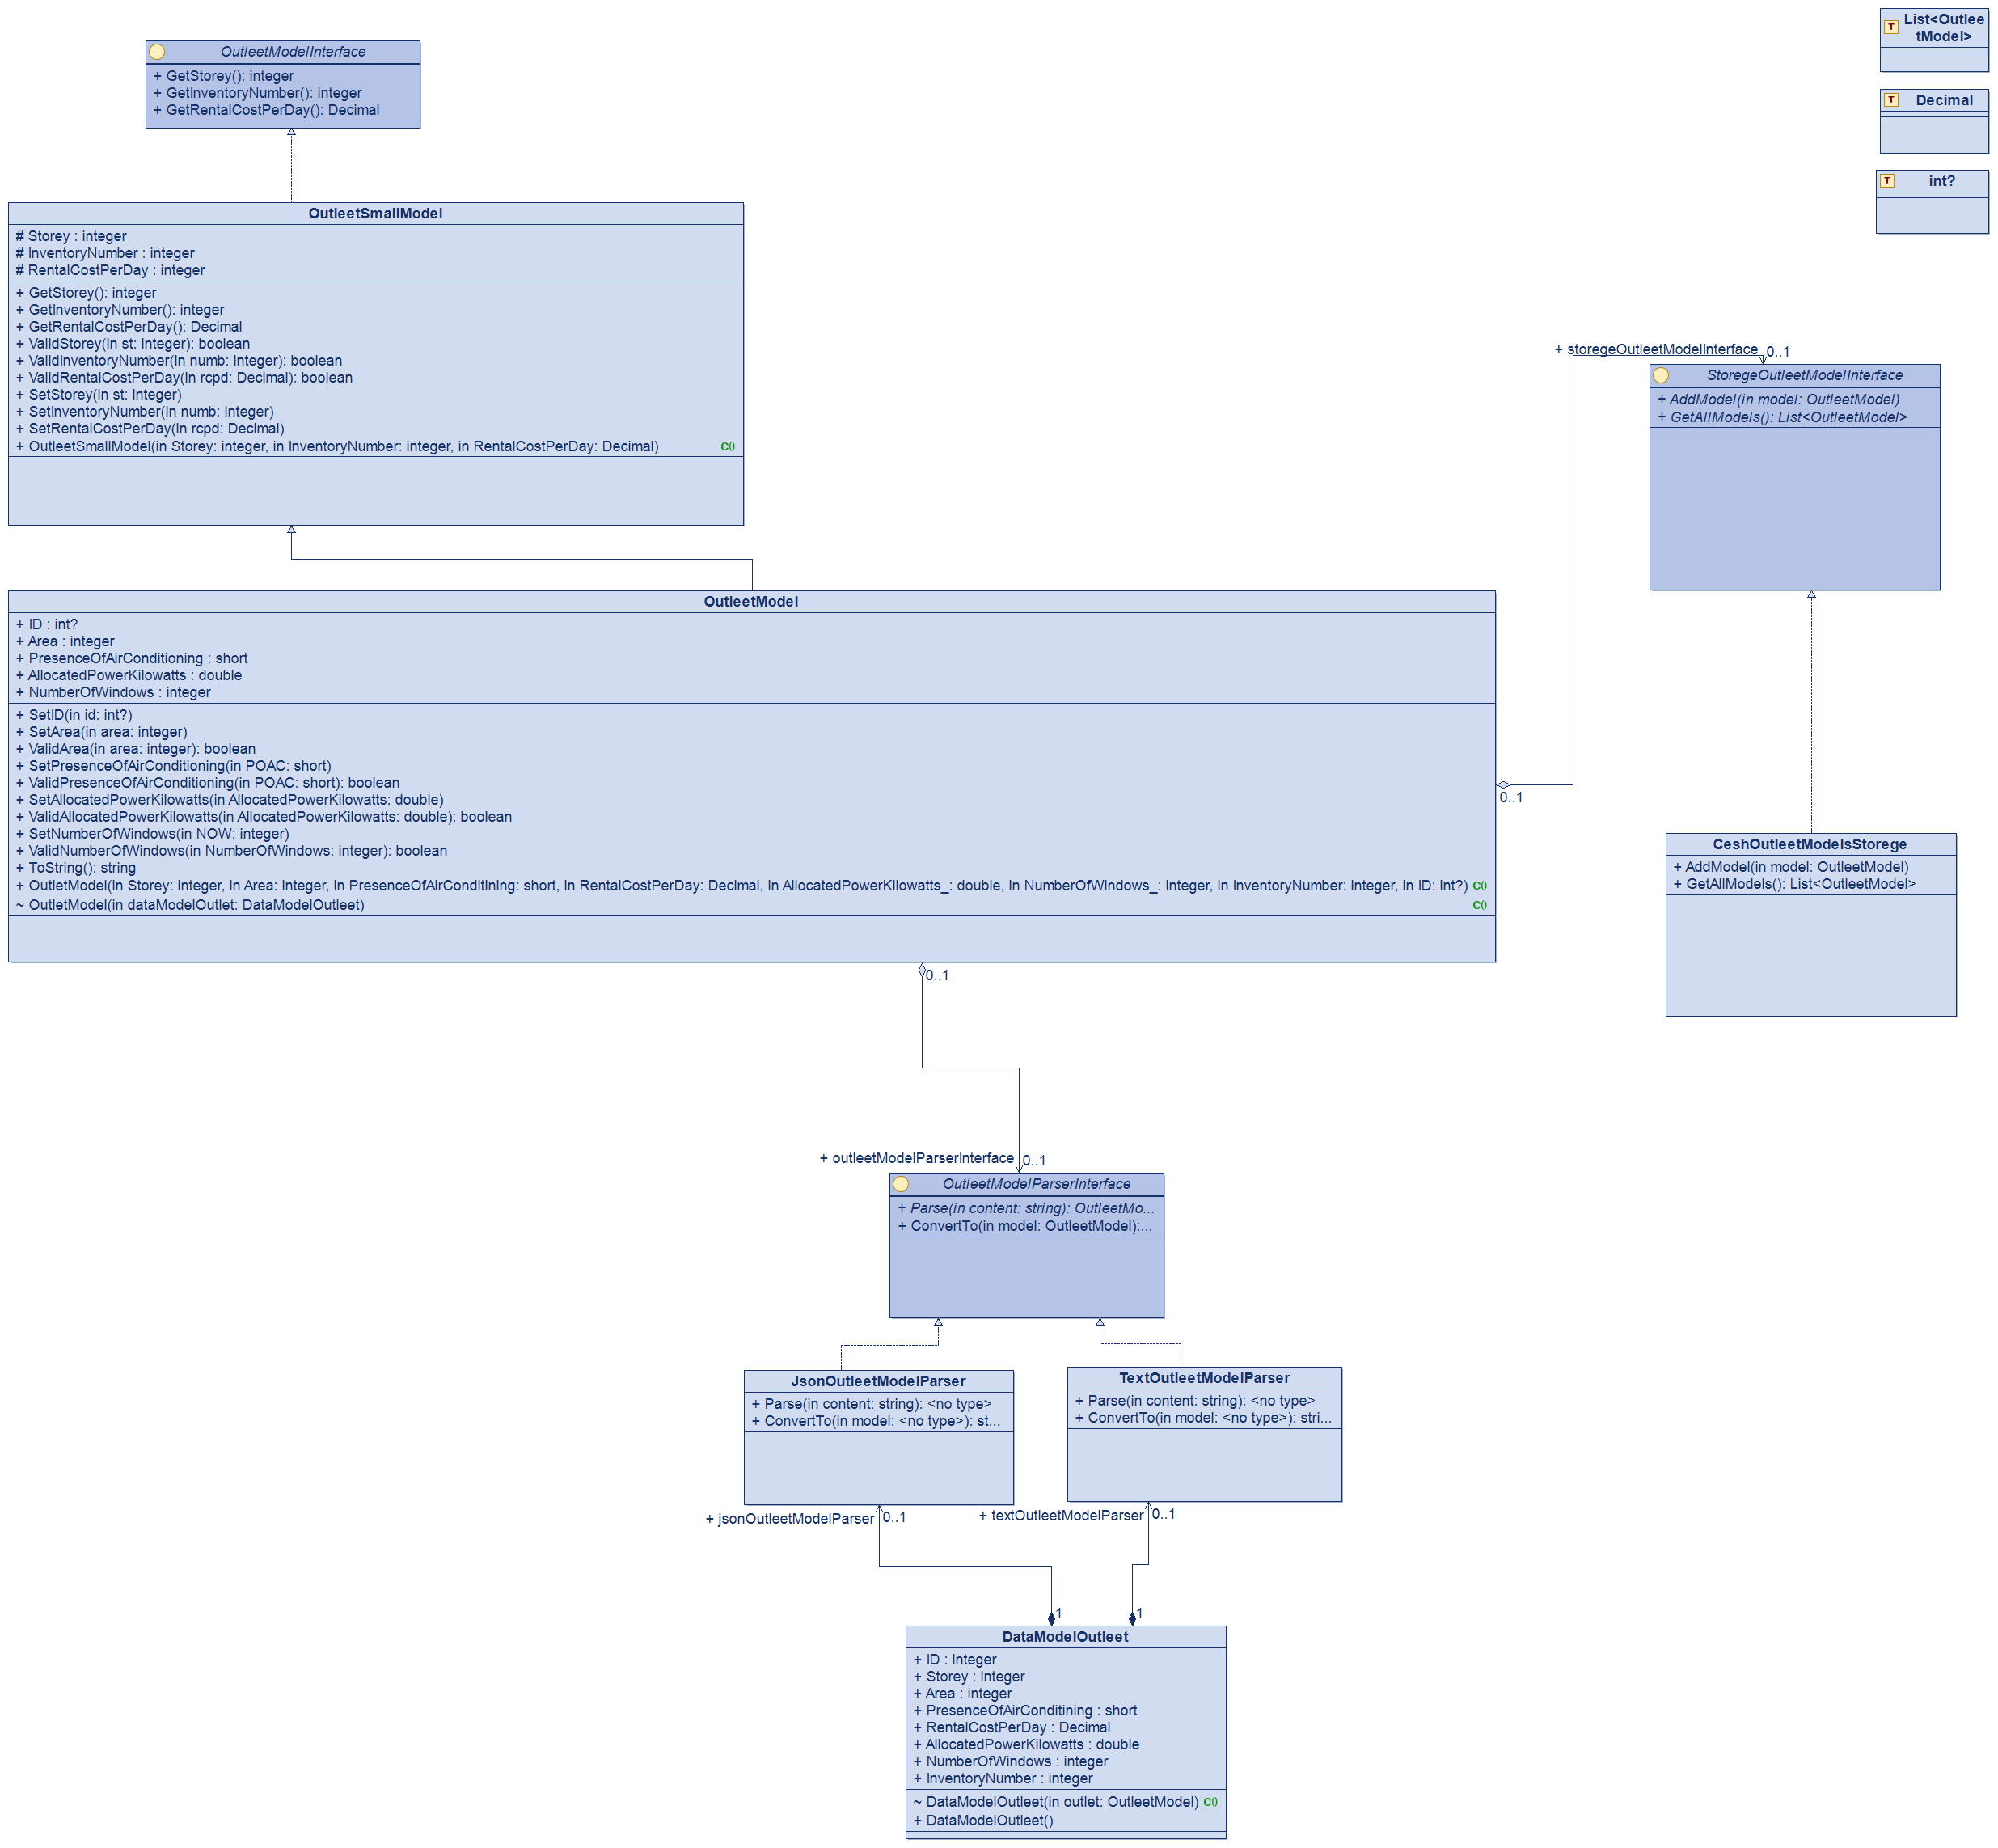 OutleetModelInterface
+ GetStorey(): integer
+ GetInventoryNumber(): integer
+ GetRentalCostPerDay(): Decimal
T List<Outlee
tModel>
T Decimal
T int?
OutleetSmallModel
# Storey : integer
# InventoryNumber : integer
# RentalCostPerDay : integer
+ GetStorey(): integer
+ GetInventoryNumber(): integer
+ GetRentalCostPerDay(): Decimal
+ ValidStorey(in st: integer): boolean
+ ValidInventoryNumber(in numb: integer): boolean
+ ValidRentalCostPerDay(in rcpd: Decimal): boolean
+ SetStorey(in st: integer)
+ SetInventoryNumber(in numb: integer)
+ SetRentalCostPerDay(in rcpd: Decimal)
+ OutleetSmallModel(in Storey: integer, in InventoryNumber: integer, in RentalCostPerDay: Decimal) C()
+ storegeOutleetModelInterface 0..1
StoregeOutleetModelInterface
+ AddModel(in model: OutleetModel)
+ GetAllModels(): List<OutleetModel>
OutleetModel
+ ID : int?
+ Area : integer
+ PresenceOfAirConditioning : short
+ AllocatedPowerKilowatts : double
+ NumberOfWindows : integer
+ SetID(in id: int?)
+ SetArea(in area: integer)
+ ValidArea(in area: integer): boolean
+ SetPresenceOfAirConditioning(in POAC: short)
+ ValidPresenceOfAirConditioning(in POAC: short): boolean
+ SetAllocatedPowerKilowatts(in AllocatedPowerKilowatts: double)
+ ValidAllocatedPowerKilowatts(in AllocatedPowerKilowatts: double): boolean
+ SetNumberOfWindows(in NOW: integer)
+ ValidNumberOfWindows(in NumberOfWindows: integer): boolean
+ ToString(): string
+ OutletModel(in Storey: integer, in Area: integer, in PresenceOfAirConditining: short, in RentalCostPerDay: Decimal, in AllocatedPowerKilowatts_: double, in NumberOfWindows_: integer, in InventoryNumber: integer, in ID: int?) C()
~ OutletModel(in dataModelOutlet: DataModelOutleet) C()
0..1
CeshOutleetModelsStorege
+ AddModel(in model: OutleetModel)
+ GetAllModels(): List<OutleetModel>
0..1
+ outleetModelParserInterface 0..1
OutleetModelParserInterface
+ Parse(in content: string): OutleetMo...
+ ConvertTo(in model: OutleetModel):...
JsonOutleetModelParser
+ Parse(in content: string): <no type>
+ ConvertTo(in model: <no type>): st...
TextOutleetModelParser
+ Parse(in content: string): <no type>
+ ConvertTo(in model: <no type>): stri...
+ jsonOutleetModelParser 0..1
+ textOutleetModelParser 0..1
1
1
DataModelOutleet
+ ID : integer
+ Storey : integer
+ Area : integer
+ PresenceOfAirConditining : short
+ RentalCostPerDay : Decimal
+ AllocatedPowerKilowatts : double
+ NumberOfWindows : integer
+ InventoryNumber : integer
~ DataModelOutleet(in outlet: OutleetModel) C()
+ DataModelOutleet()